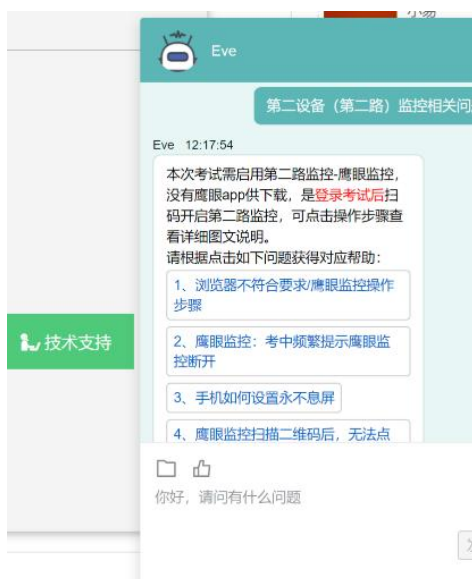 小易
Eve
第二设备（第二路）监控相关问
Eve 12:17:54
本次考试需启用第二路监控-鹰眼监控，
没有鹰眼app供下载，是登录考试后扫
码开启第二路监控，可点击操作步骤查
看详细图文说明。
请根据点击如下问题获得对应帮助：
1、浏览器不符合要求/鹰眼监控操作
步骤
2、鹰眼监控：考中频繁提示鹰眼监
控断开
技术支持
3、手机如何设置永不息屏
4、鹰眼监控扫描二维码后，无法点
你好，请问有什么问题